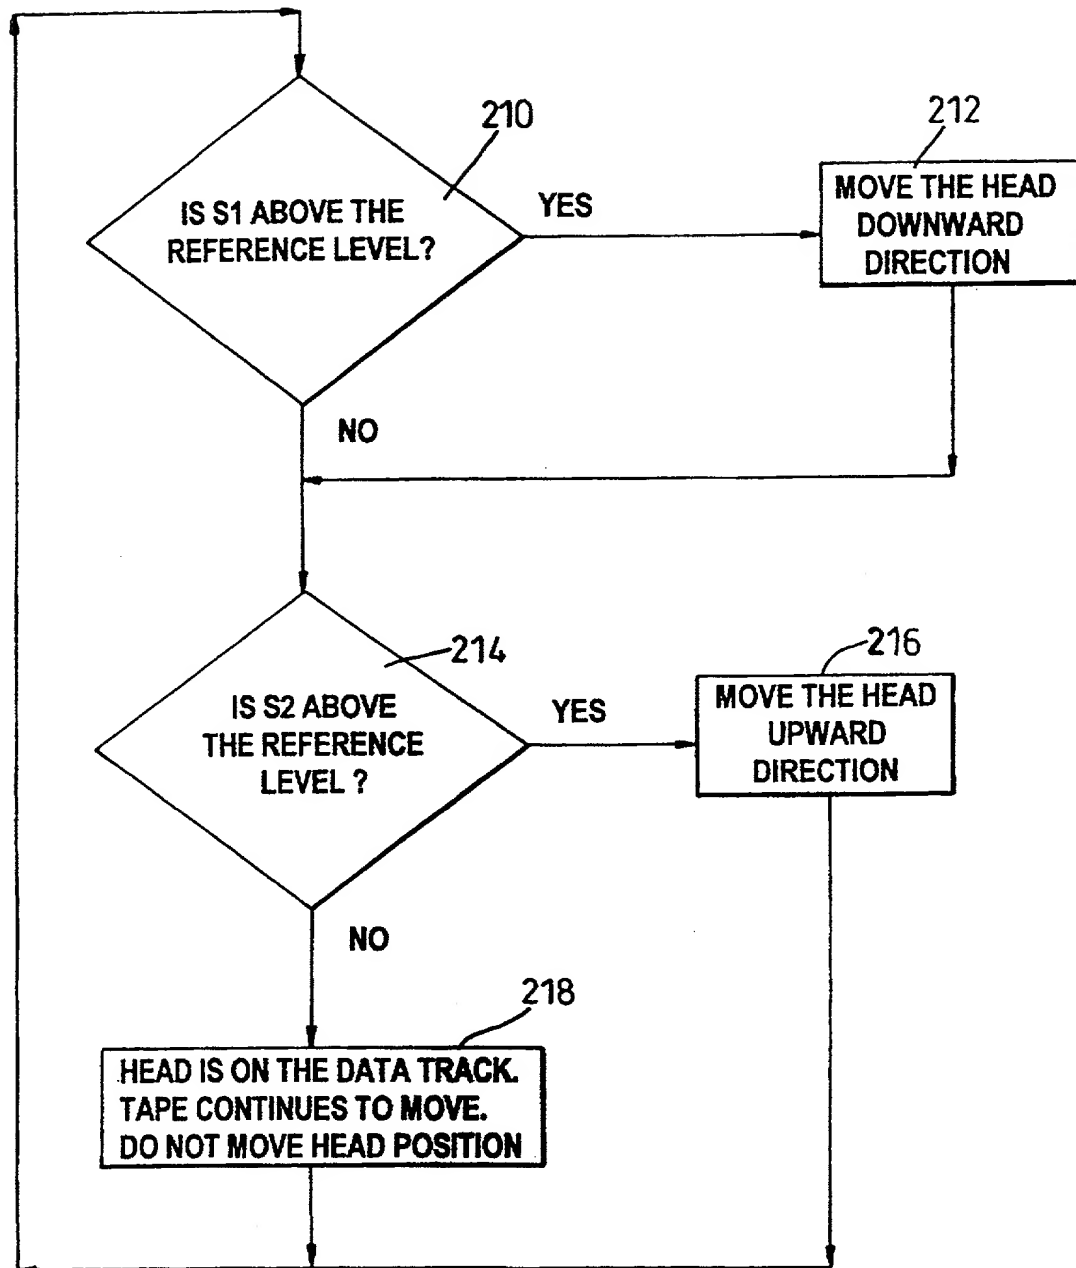 210
212
IS S1 ABOVE THE
REFERENCE LEVEL?
YES
MOVE THE HEAD
DOWNWARD
DIRECTION
NO
214
216
IS S2 ABOVE
THE REFERENCE
LEVEL ?
YES
MOVE THE HEAD
UPWARD
DIRECTION
NO
218
HEAD IS ON THE DATA TRACK.
TAPE CONTINUES TO MOVE.
DO NOT MOVE HEAD POSITION